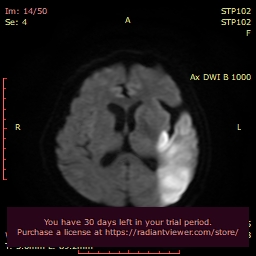 Im: 14/50
STP102
Se: 4
STP102
A
F
Ax DWI B 1000
R
L
You have 30 days left in your trial period.
Purchase a license at https://radiantviewer.com/store/